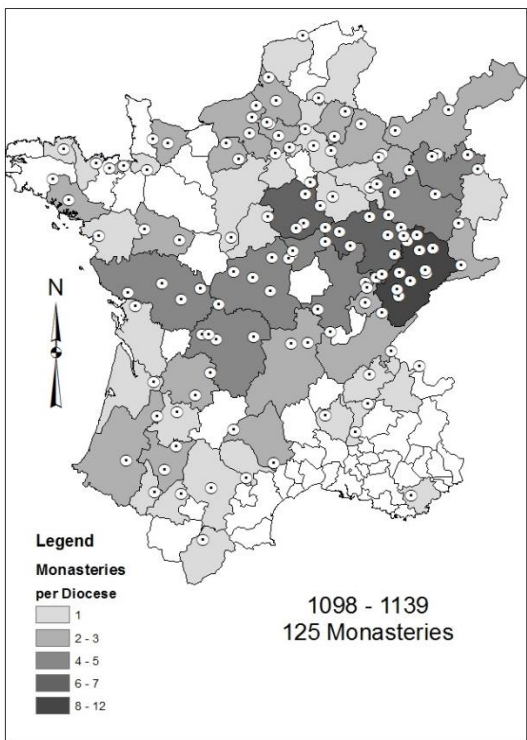 N
Legend
Monasteries
per Diocese
1
2 - 3
4 - 5
6 - 7
8 - 12
1098 - 1139
125 Monasteries